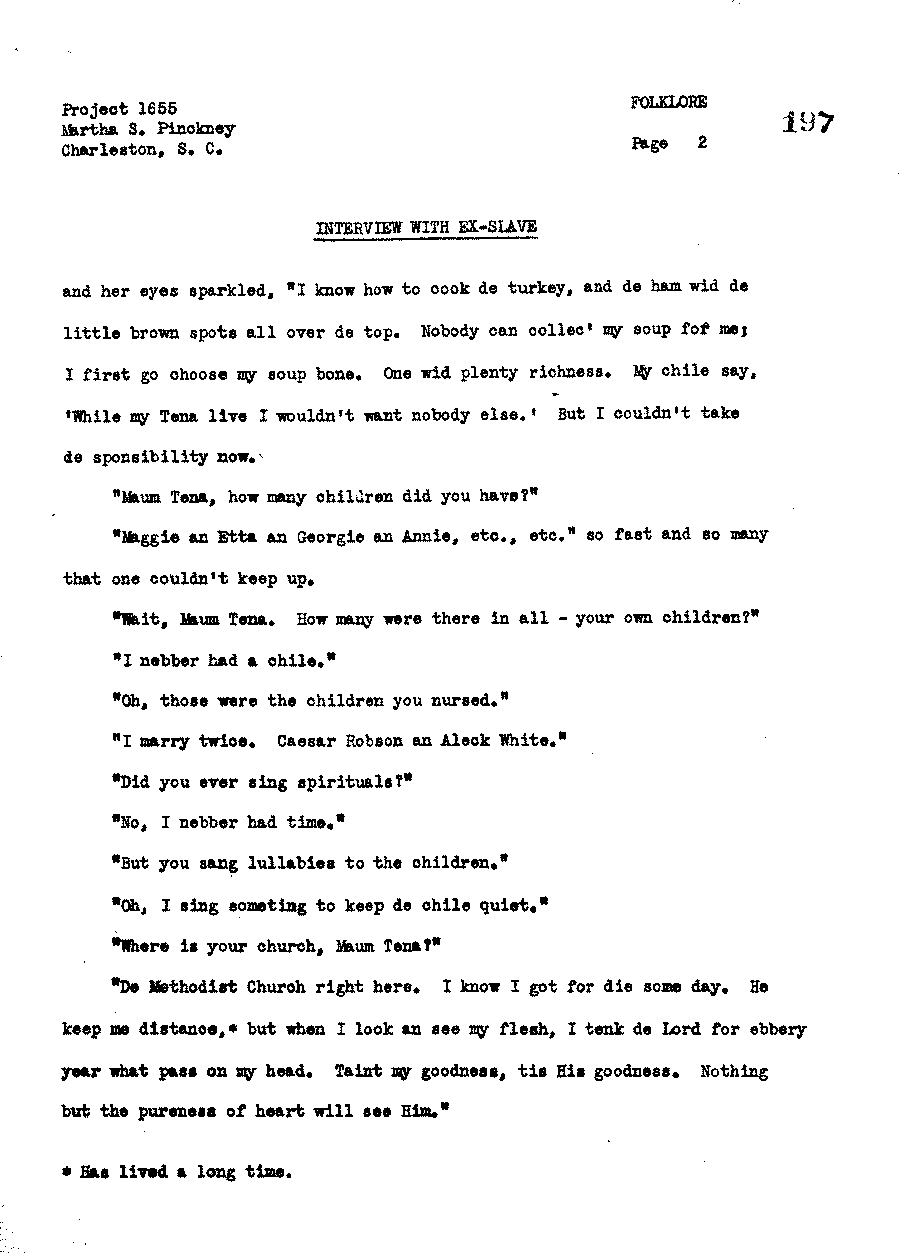 Project 1655
Martha S. Pinckney
Charleston, S. C.
FOLKLORE
Page 2
197
INTERVIEW WITH EX-SLAVE
and her eyes sparkled, "I know how to cook de turkey, and de ham wid de
little brown spots all over de top. Nobody can collec' my soup fof me;
I first go choose my soup bone. One wid plenty richness. My chile say,
'While my Tena live I wouldn't want nobody else.' But I couldn't take
de sponsibility now.
"Maum Tena, how many children did you have?"
"Maggie an Etta an Georgie an Annie, etc., etc." so fast and so many
that one couldn't keep up.
"Wait, Maum Tena. How many were there in all - your own children?"
"I nebber had a chile."
"Oh, those were the children you nursed."
"I marry twice. Caesar Robson an Aleck White."
"Did you ever sing spirituals?"
"No, I nebber had time."
"But you sang lullabies to the children."
"Oh, I sing someting to keep de chile quiet."
"Where is your church, Maum Tena?"
"De Methodist Church right here. I know I got for die some day. He
keep me distance,* but when I look an see my flesh, I tenk de Lord for ebbery
year what pass on my head. Taint my goodness, tis His goodness. Nothing
but the pureness of heart will see Him."
* Has lived a long time.